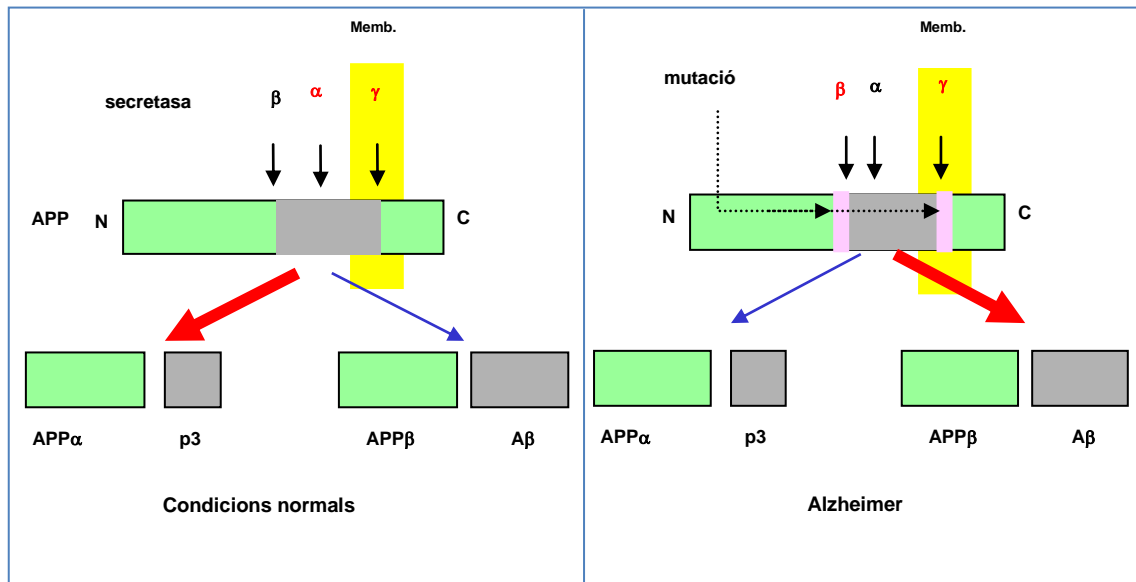 Memb.
secretasa
β α γ
APP N C
APPα p3 APPβ Aβ
Condicions normals
Memb.
mutació
β α γ
N C
APPα p3 APPβ Aβ
Alzheimer